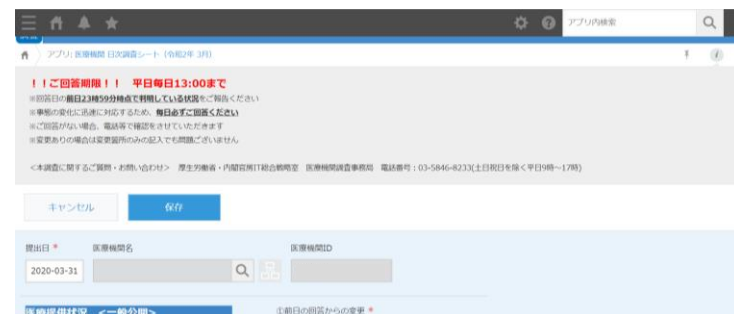 アプリ内検索
アプリ: 医療機関 日次調査シート (令和2年 3月)
！！ご回答期限！！　平日毎日13:00まで
※回答日の前日23時59分時点で判明している状況をご報告ください
※事態の変化に迅速に対応するため、毎日必ずご回答ください
※ご回答がない場合、電話等で確認をさせていただきます
※変更ありの場合は変更箇所のみの記入でも問題ございません
<本調査に関するご質問・お問い合わせ>　厚生労働省・内閣官房IT総合戦略室　医療機関調査事務局　電話番号：03-5846-8233(土日祝日を除く平日9時～17時)
キャンセル 保存
提出日 * 医療機関名 医療機関ID
2020-03-31
医療提供状況　<一般公開> ①前日の回答からの変更 *